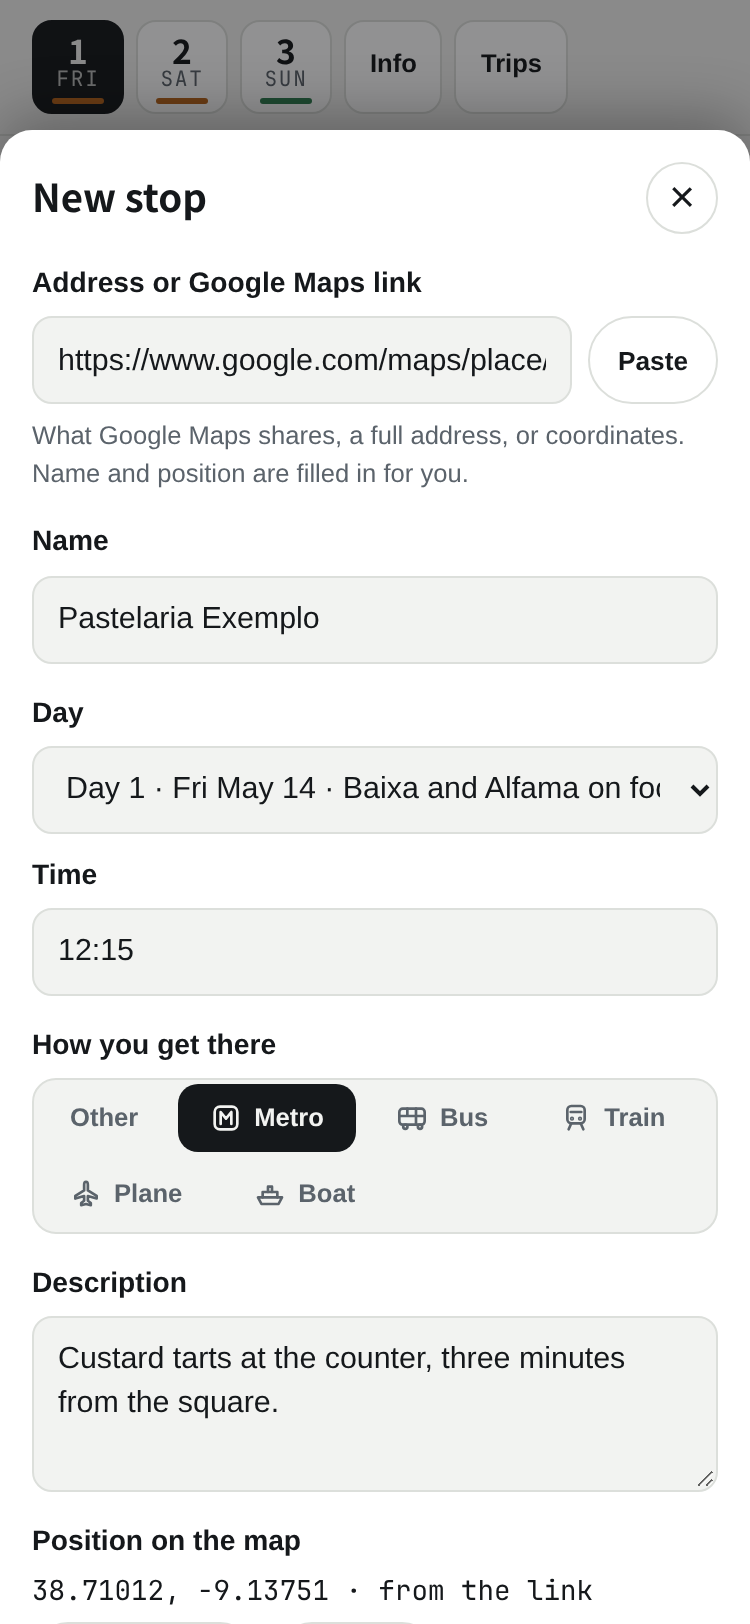 1
FRI
2
SAT
3
SUN
Info
Trips
New stop
Address or Google Maps link
https://www.google.com/maps/place/
Paste
What Google Maps shares, a full address, or coordinates.
Name and position are filled in for you.
Name
Pastelaria Exemplo
Day
Day 1 · Fri May 14 · Baixa and Alfama on
Time
12:15
How you get there
Other
Metro
Bus
Train
Plane
Boat
Description
Custard tarts at the counter, three minutes
from the square.
Position on the map
38.71012, -9.13751 · from the link